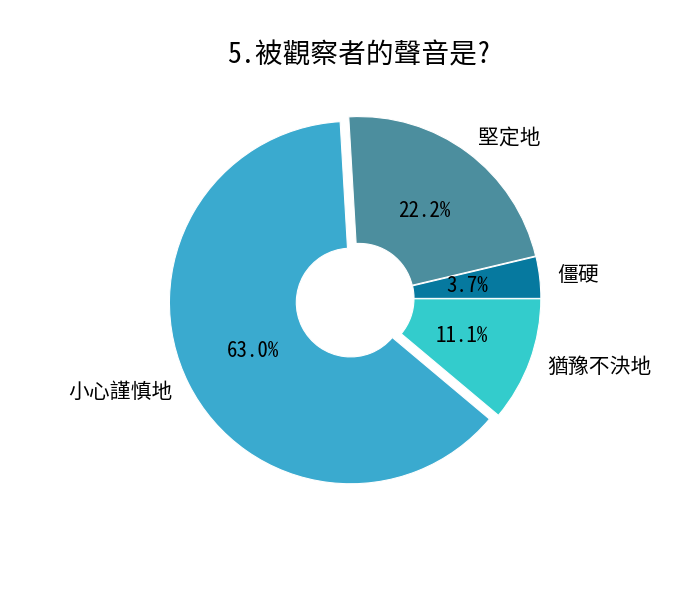 5.被觀察者的聲音是?
堅定地
22.2%
僵硬
3.7%
11.1%
63.0%
猶豫不決地
小心謹慎地